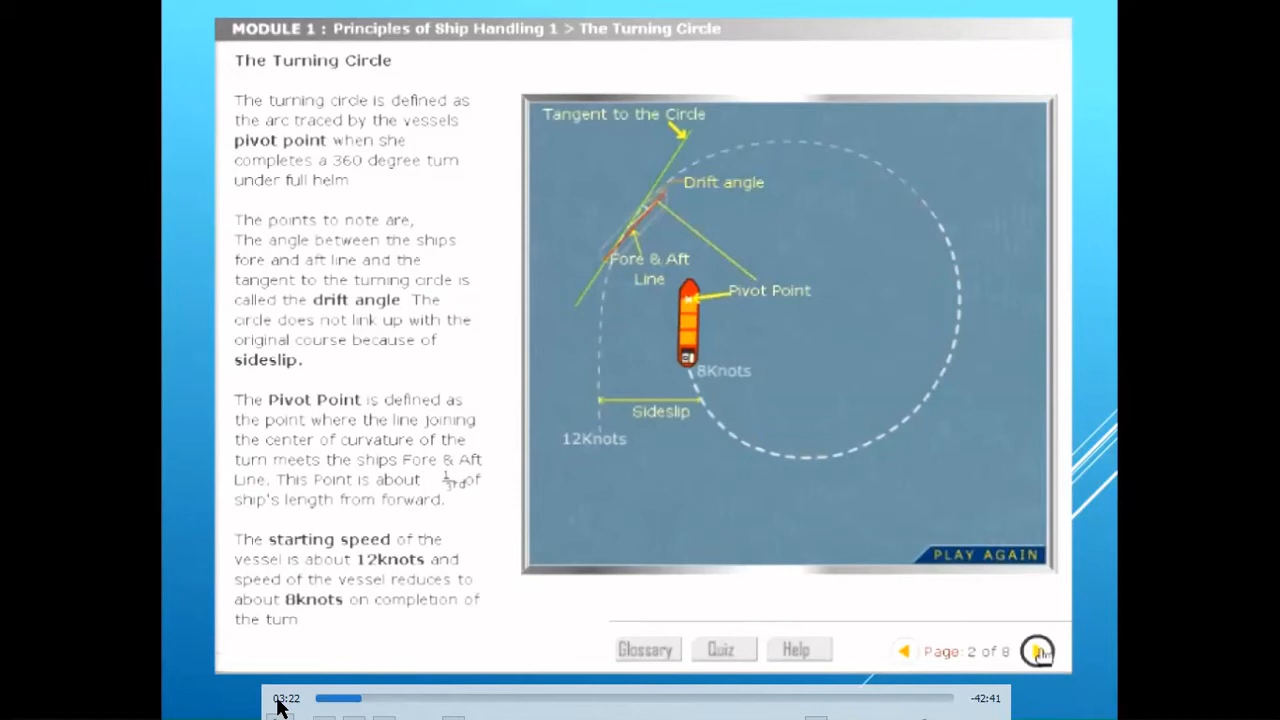 MODULE 1 : Principles of Ship Handling 1 > The Turning Circle
The Turning Circle
The turning circle is defined as
the arc traced by the vessels
pivot point when she
completes a 360 degree turn
under full helm
The points to note are,
The angle between the ships
fore and aft line and the
tangent to the turning circle is
called the drift angle The
circle does not link up with the
original course because of
sideslip.
The Pivot Point is defined as
the point where the line joining
the center of curvature of the
turn meets the ships Fore & Aft
Line. This Point is about 1/3rd of
ship's length from forward.
The starting speed of the
vessel is about 12knots and
speed of the vessel reduces to
about 8knots on completion of
the turn
Tangent to the Circle
Drift angle
Fore & Aft
Line
Pivot Point
8Knots
Sideslip
12Knots
PLAY AGAIN
Glossary
Quiz
Help
Page: 2 of 8
03:22
-42:41